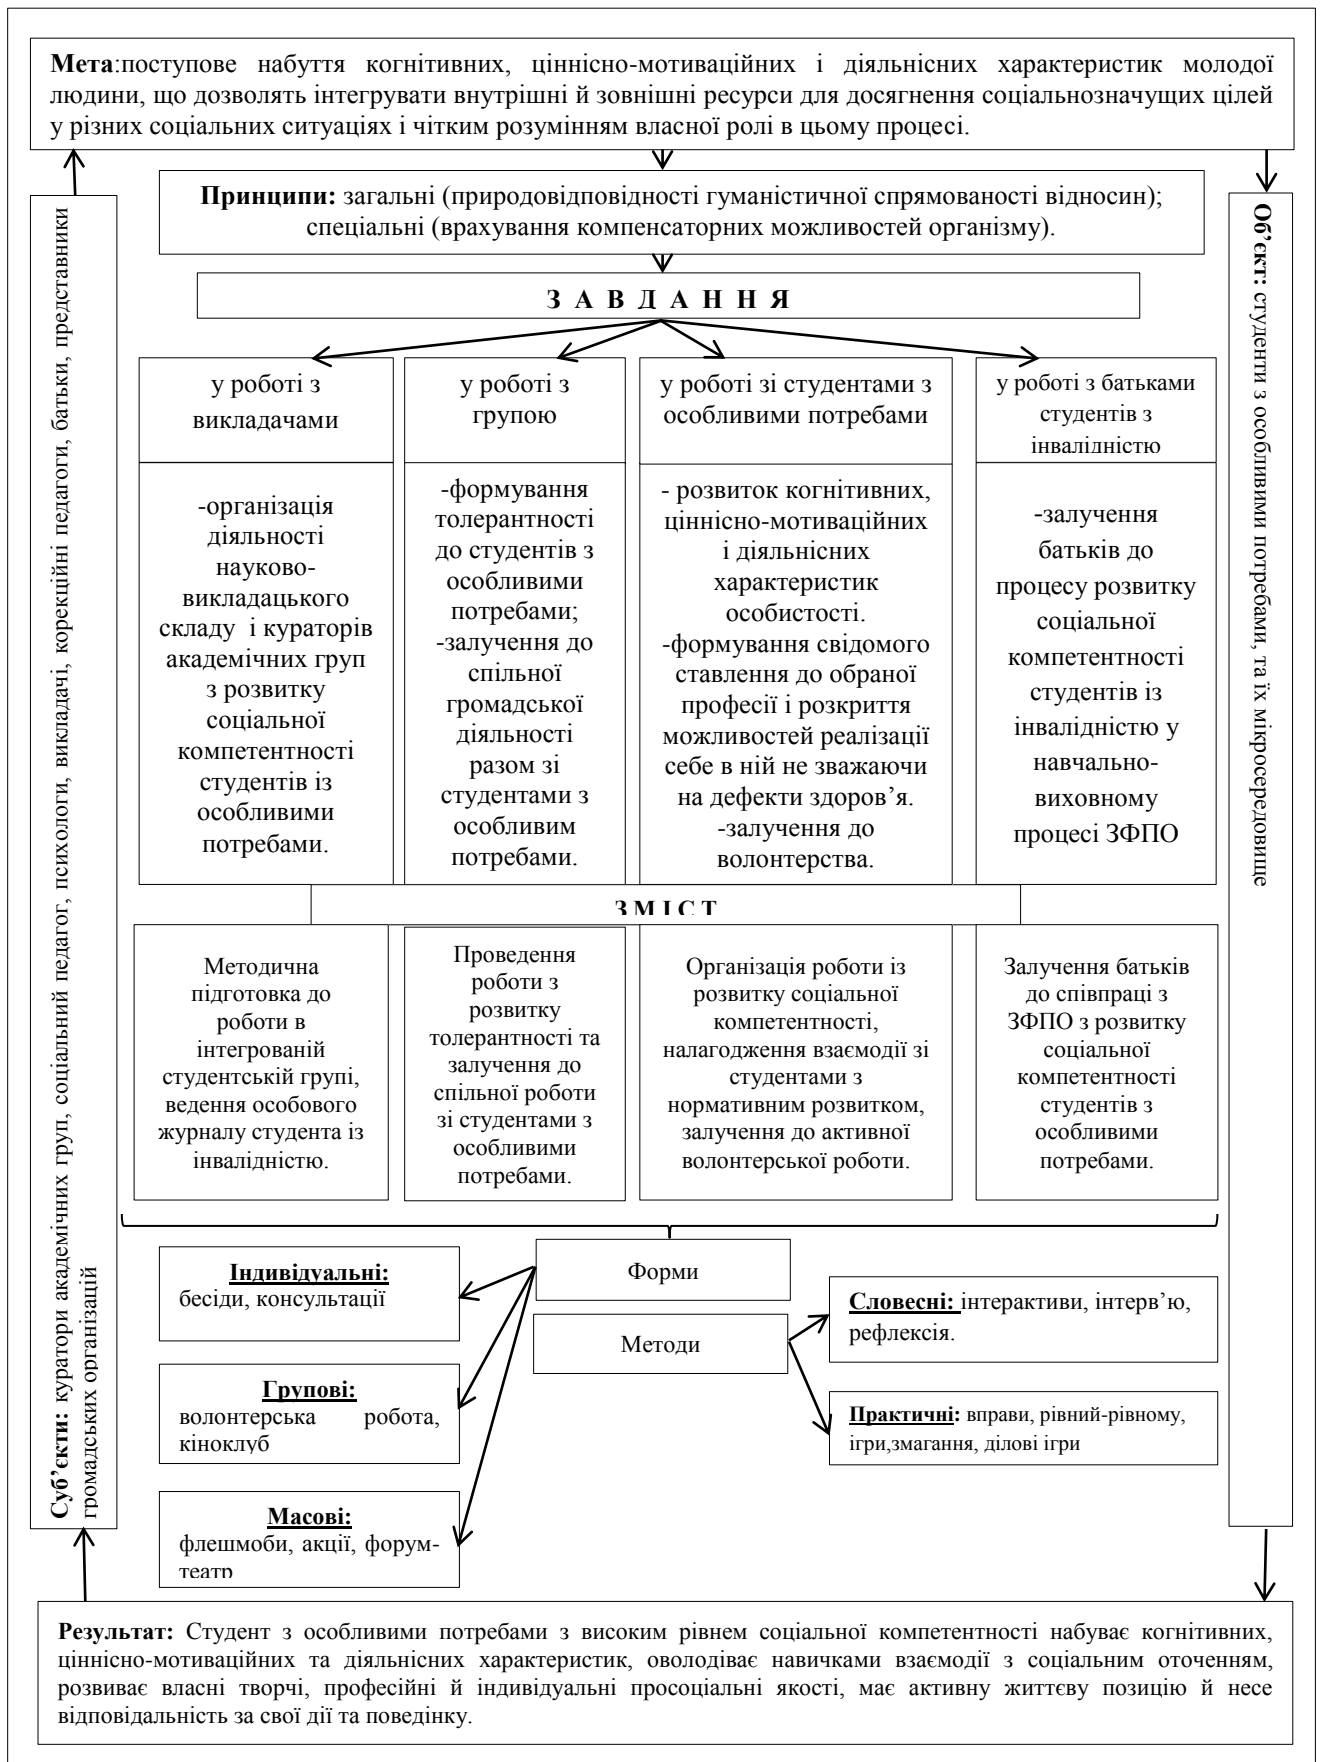 Мета:поступове набуття когнітивних, ціннісно-мотиваційних і діяльнісних характеристик молодої
людини, що дозволять інтегрувати внутрішні й зовнішні ресурси для досягнення соціальнозначущих цілей
у різних соціальних ситуаціях і чітким розумінням власної ролі в цьому процесі.
Суб’єкти: куратори академічних груп, соціальний педагог, психологи, викладачі, корекційні педагоги, батьки, представники
громадських організацій
Принципи: загальні (природовідповідності гуманістичної спрямованості відносин);
спеціальні (врахування компенсаторних можливостей організму).
Об’єкт: студенти з особливими потребами, та їх мікросередовище
З А В Д А Н Н Я
у роботі з
викладачами
у роботі з
групою
у роботі зі студентами з
особливими потребами
у роботі з батьками
студентів з
інвалідністю
-організація
діяльності
науково-
викладацького
складу і кураторів
академічних груп
з розвитку
соціальної
компетентності
студентів із
особливими
потребами.
-формування
толерантності
до студентів з
особливими
потребами;
-залучення до
спільної
громадської
діяльності
разом зі
студентами з
особливим
потребами.
- розвиток когнітивних,
ціннісно-мотиваційних
і діяльнісних
характеристик
особистості.
-формування свідомого
ставлення до обраної
професії і розкриття
можливостей реалізації
себе в ній не зважаючи
на дефекти здоров’я.
-залучення до
волонтерства.
-залучення
батьків до
процесу розвитку
соціальної
компетентності
студентів із
інвалідністю у
навчально-
виховному
процесі ЗФПО
З М І С Т
Методична
підготовка до
роботи в
інтегрованій
студентській групі,
ведення особового
журналу студента із
інвалідністю.
Проведення
роботи з
розвитку
толерантності та
залучення до
спільної роботи
зі студентами з
особливими
потребами.
Організація роботи із
розвитку соціальної
компетентності,
налагодження взаємодії зі
студентами з
нормативним розвитком,
залучення до активної
волонтерської роботи.
Залучення батьків
до співпраці з
ЗФПО з розвитку
соціальної
компетентності
студентів з
особливими
потребами.
Форми
Індивідуальні:
бесіди, консультації
Групові:
волонтерська робота,
кіноклуб
Масові:
флешмоби, акції, форум-
театр
Методи
Словесні: інтерактиви, інтерв’ю,
рефлексія.
Практичні: вправи, рівний-рівному,
ігри,змагання, ділові ігри
Результат: Студент з особливими потребами з високим рівнем соціальної компетентності набуває когнітивних,
ціннісно-мотиваційних та діяльнісних характеристик, оволодіває навичками взаємодії з соціальним оточенням,
розвиває власні творчі, професійні й індивідуальні просоціальні якості, має активну життєву позицію й несе
відповідальність за свої дії та поведінку.